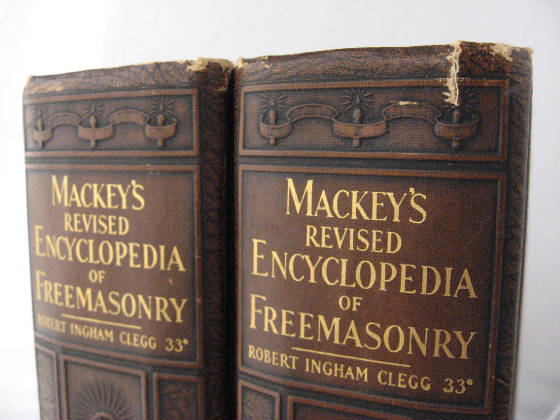 MACKEY'S
REVISED
ENCYCLOPEDIA
OF
FREEMASONRY
ROBERT INGHAM CLEGG 33°
MACKEY'S
REVISED
ENCYCLOPEDIA
OF
FREEMASONRY
ROBERT INGHAM CLEGG 33°